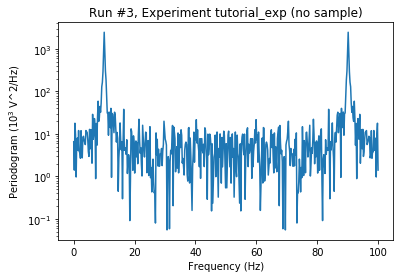 Run #3, Experiment tutorial_exp (no sample)
Periodogram (10³ V^2/Hz)
10³
10²
10¹
10⁰
10⁻¹
0 20 40 60 80 100
Frequency (Hz)